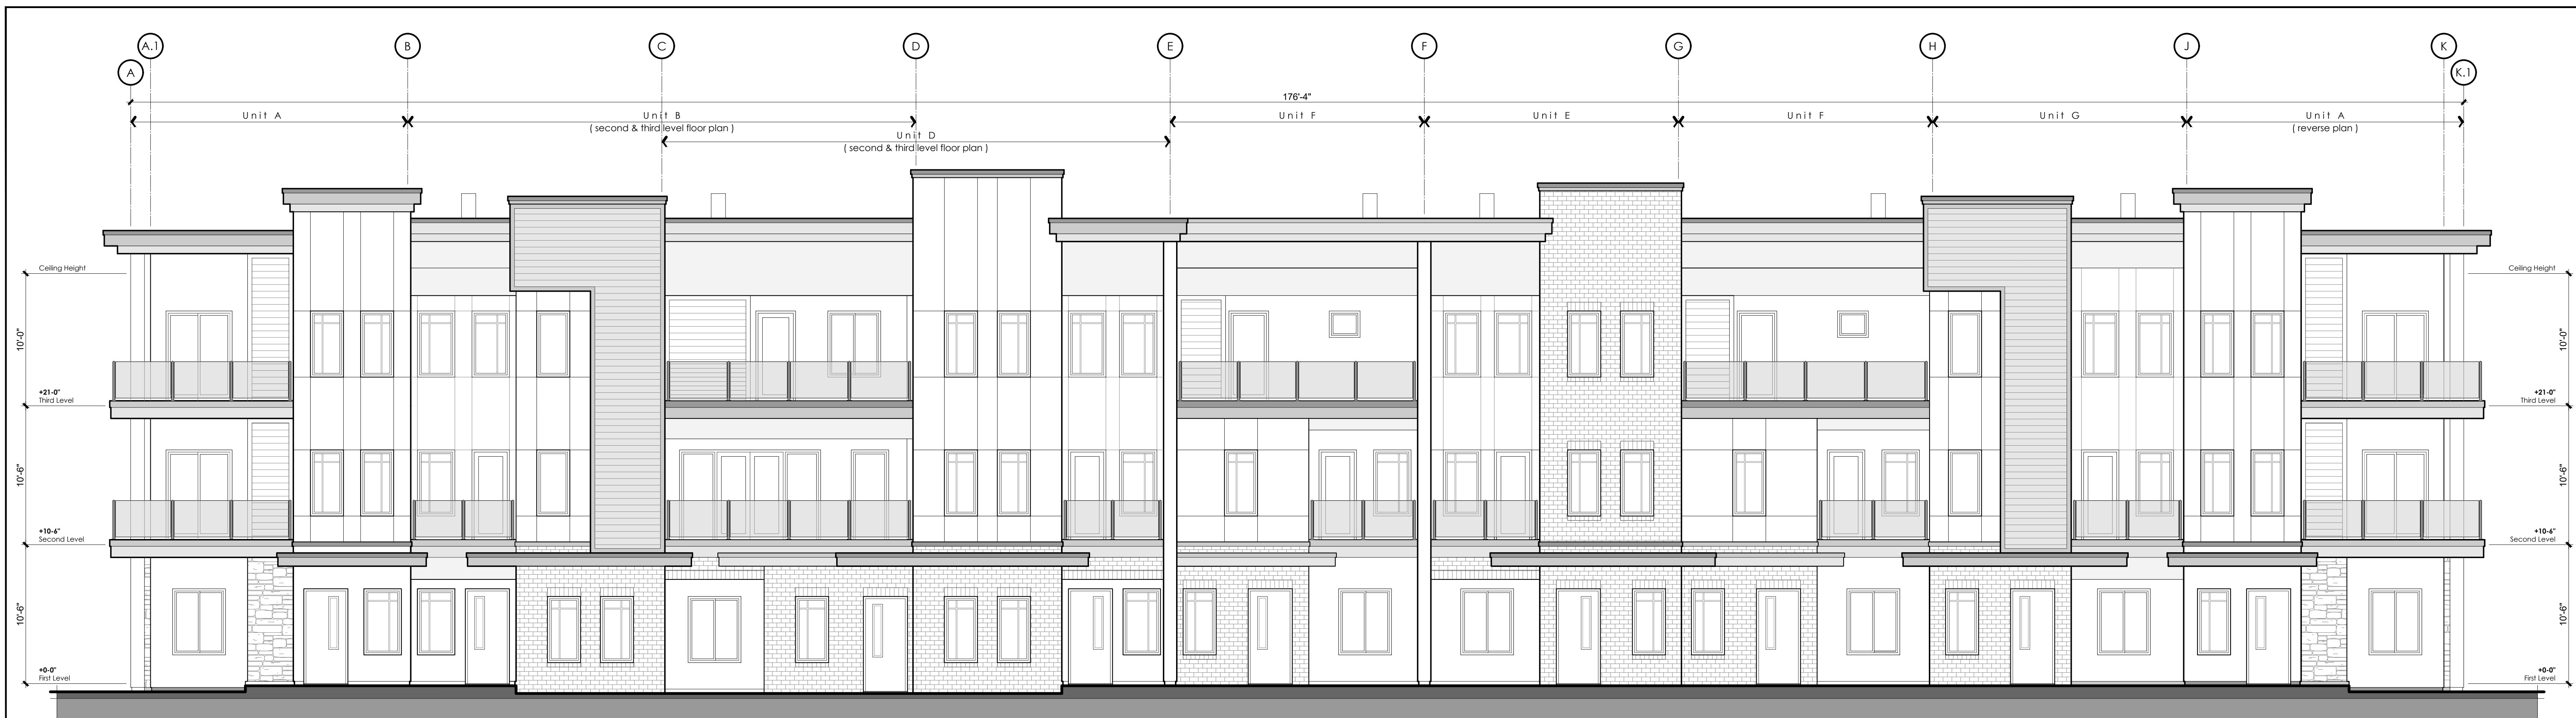 A.1
B
C
D
E
F
G
H
J
K
A
K.1
176'-4"
Unit A
Unit B
( second & third level floor plan )
Unit D
( second & third level floor plan )
Unit F
Unit E
Unit F
Unit G
Unit A
( reverse plan )
Ceiling Height
Ceiling Height
10'-0"
10'-0"
+21-0"
Third Level
+21-0"
Third Level
10'-6"
10'-6"
+10-6"
Second Level
+10-6"
Second Level
10'-6"
10'-6"
+0-0"
First Level
+0-0"
First Level